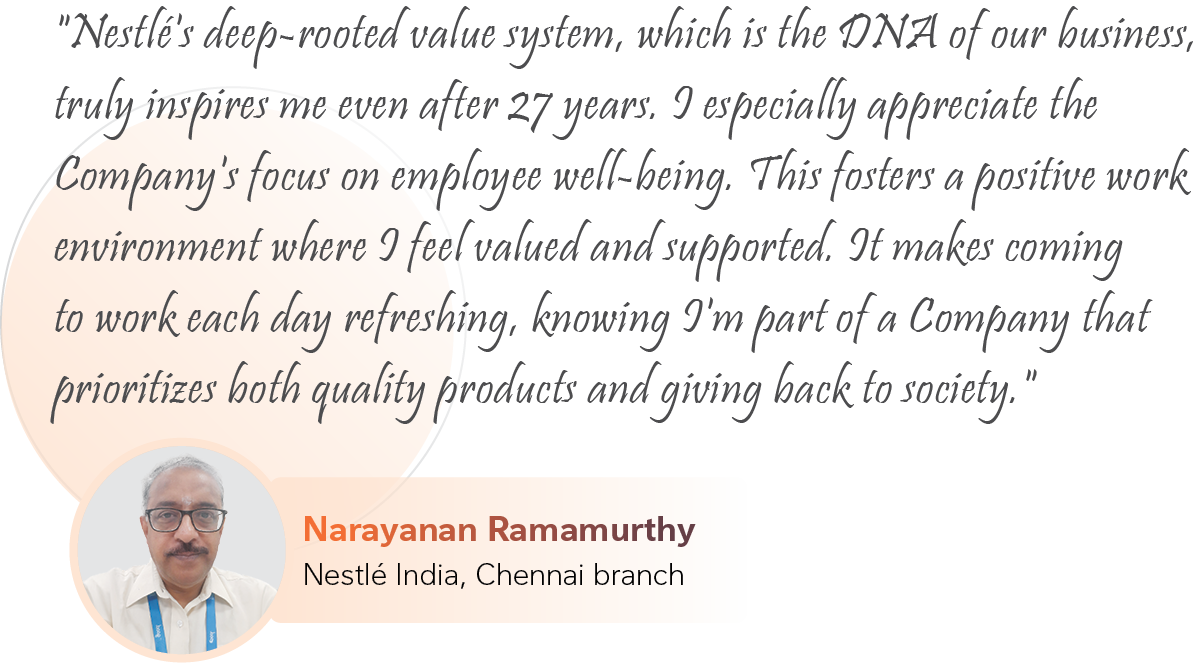 "Nestlé's deep-rooted value system, which is the DNA of our business,
truly inspires me even after 27 years. I especially appreciate the
Company's focus on employee well-being. This fosters a positive work
environment where I feel valued and supported. It makes coming
to work each day refreshing, knowing I'm part of a Company that
prioritizes both quality products and giving back to society."
Narayanan Ramamurthy
Nestlé India, Chennai branch